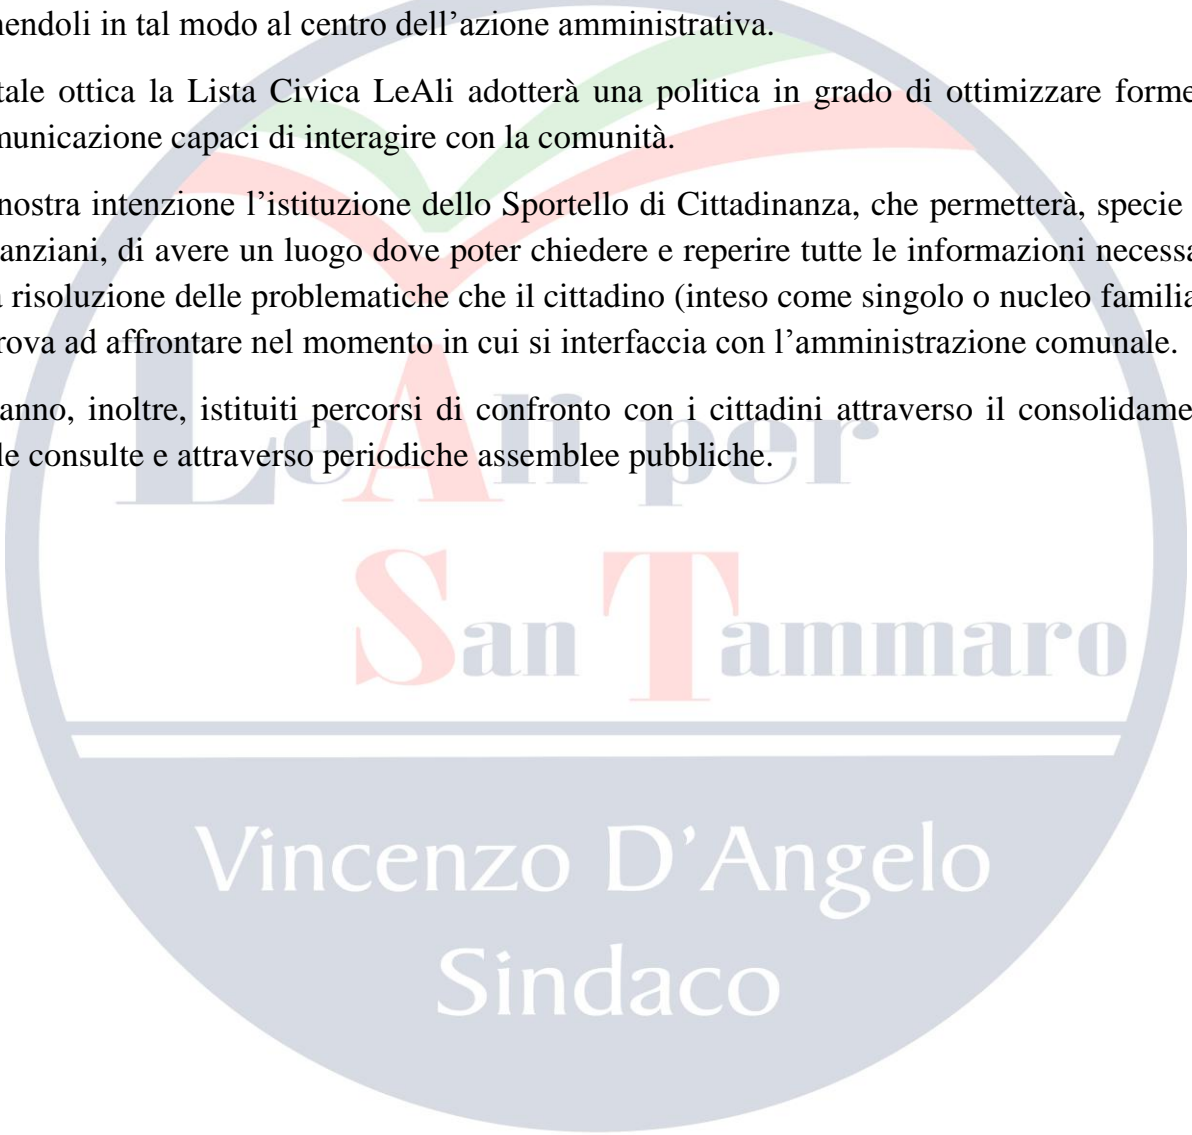 nendoli in tal modo al centro dell’azione amministrativa.
tale ottica la Lista Civica LeAli adotterà una politica in grado di ottimizzare forme
municazione capaci di interagire con la comunità.
nostra intenzione l’istituzione dello Sportello di Cittadinanza, che permetterà, specie
anziani, di avere un luogo dove poter chiedere e reperire tutte le informazioni necessa
a risoluzione delle problematiche che il cittadino (inteso come singolo o nucleo familia
rova ad affrontare nel momento in cui si interfaccia con l’amministrazione comunale.
anno, inoltre, istituiti percorsi di confronto con i cittadini attraverso il consolidame
le consulte e attraverso periodiche assemblee pubbliche.
LeAli per
San Tammaro
Vincenzo D’Angelo
Sindaco